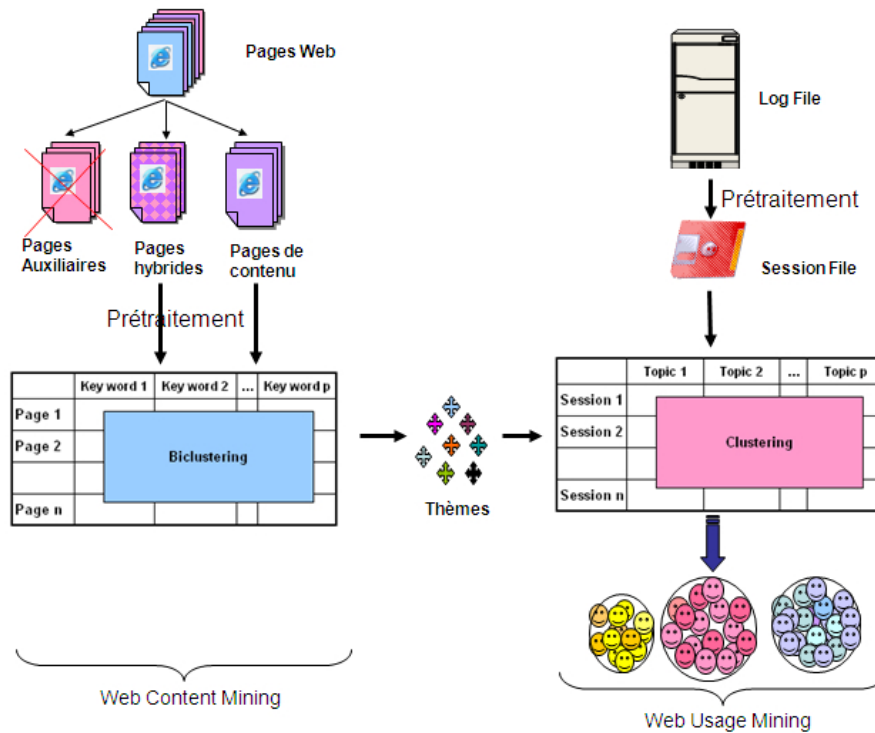 Pages Web
Pages
Auxiliaires
Pages
hybrides
Pages de
contenu
Prétraitement
Key word 1 Key word 2 ... Key word p
Page 1
Page 2
Page n
Biclustering
Thèmes
Web Content Mining
Log File
Prétraitement
Session File
Topic 1 Topic 2 ... Topic p
Session 1
Session 2
Session n
Clustering
Web Usage Mining